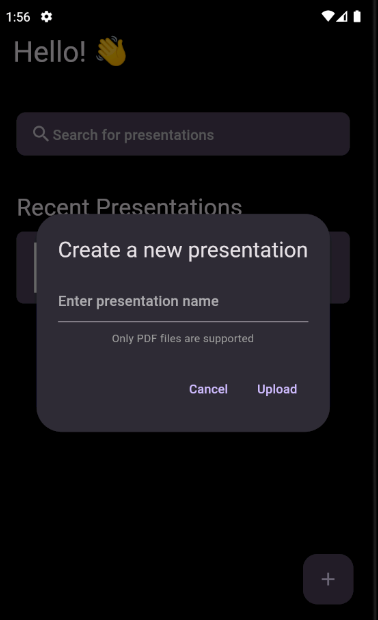 1:56
Hello! 👋
Search for presentations
Recent Presentations
Create a new presentation
Enter presentation name
Only PDF files are supported
Cancel Upload
+